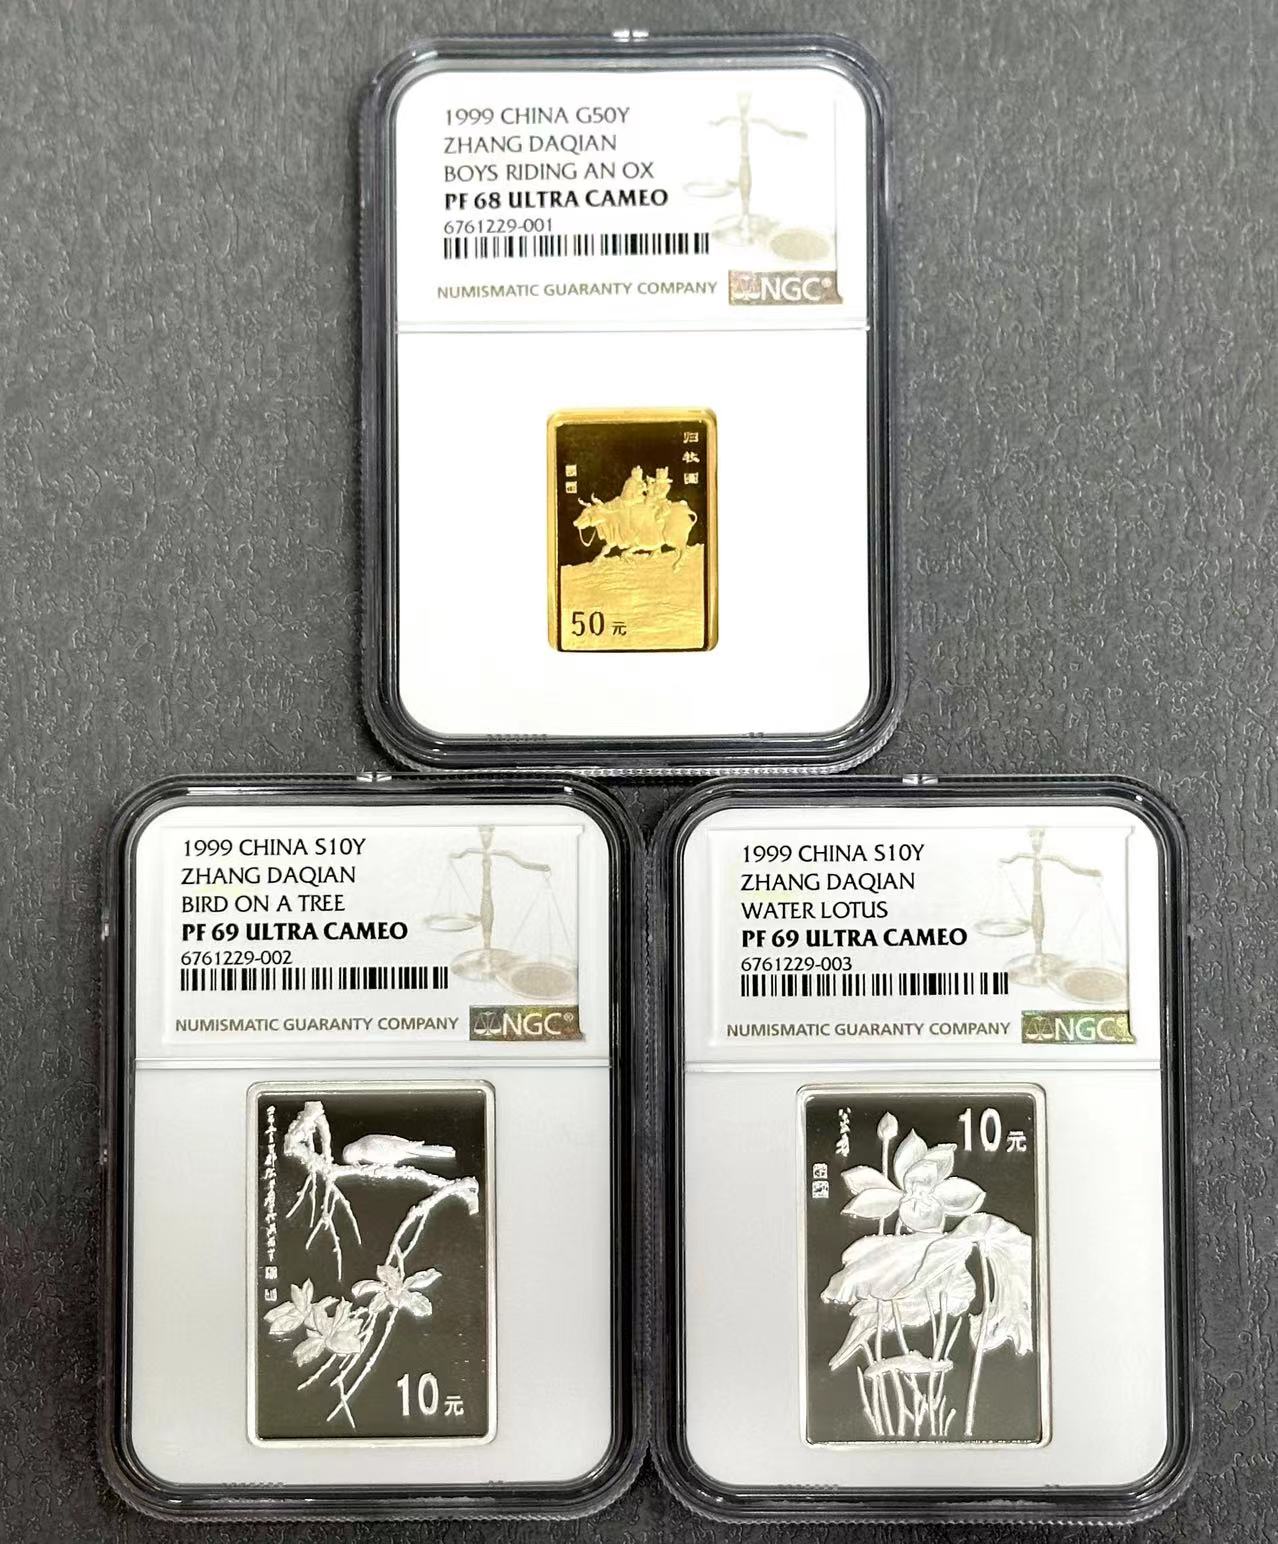 1999 CHINA G50Y
ZHANG DAQIAN
BOYS RIDING AN OX
PF 68 ULTRA CAMEO
6761229-001
NUMISMATIC GUARANTY COMPANY NGC®
归牧圖
50元
1999 CHINA S10Y
ZHANG DAQIAN
BIRD ON A TREE
PF 69 ULTRA CAMEO
6761229-002
NUMISMATIC GUARANTY COMPANY NGC®
10元
1999 CHINA S10Y
ZHANG DAQIAN
WATER LOTUS
PF 69 ULTRA CAMEO
6761229-003
NUMISMATIC GUARANTY COMPANY NGC®
10元